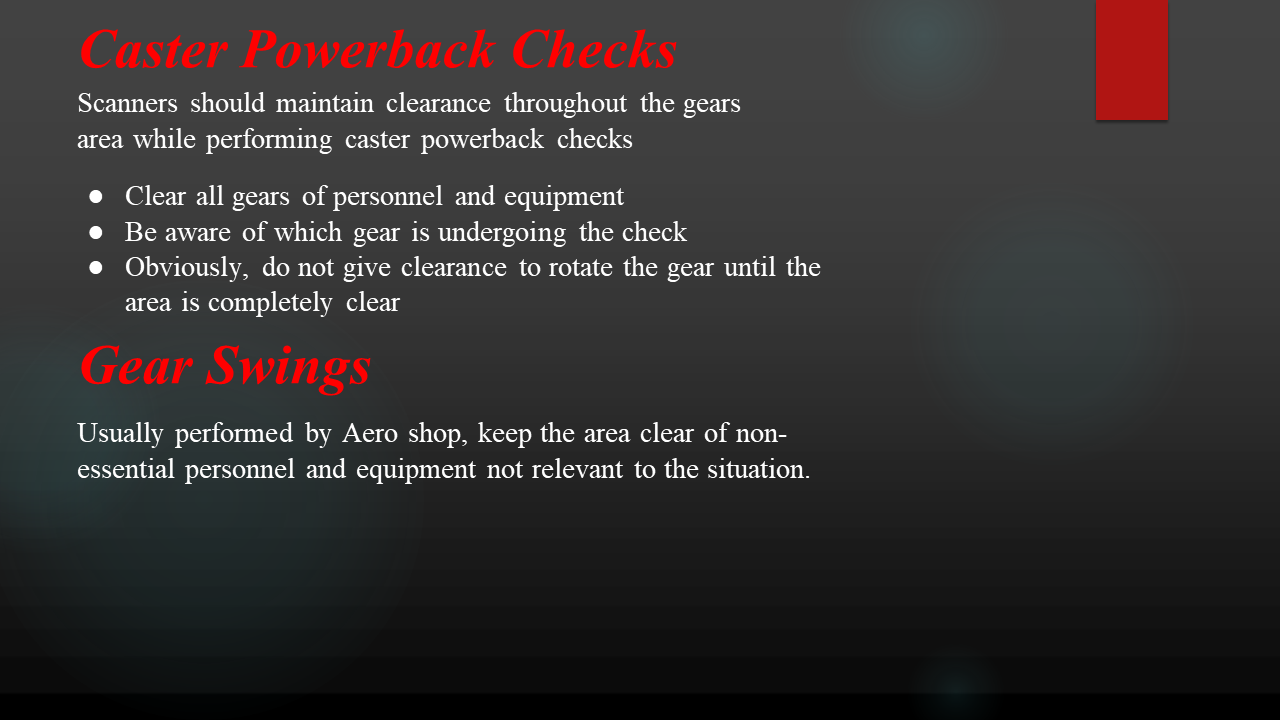 Caster Powerback Checks
Scanners should maintain clearance throughout the gears
area while performing caster powerback checks
● Clear all gears of personnel and equipment
● Be aware of which gear is undergoing the check
● Obviously, do not give clearance to rotate the gear until the
area is completely clear
Gear Swings
Usually performed by Aero shop, keep the area clear of non-
essential personnel and equipment not relevant to the situation.